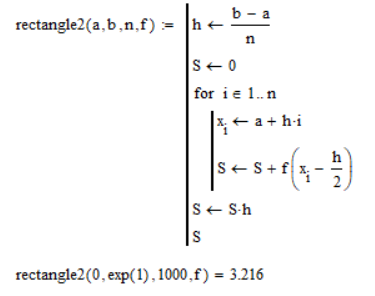 rectangle2(a,b,n,f) := h ← (b − a)/n
S ← 0
for i ∈ 1..n
x_i ← a + h·i
S ← S + f(x_i − h/2)
S ← S·h
S
rectangle2(0,exp(1),1000,f) = 3.216